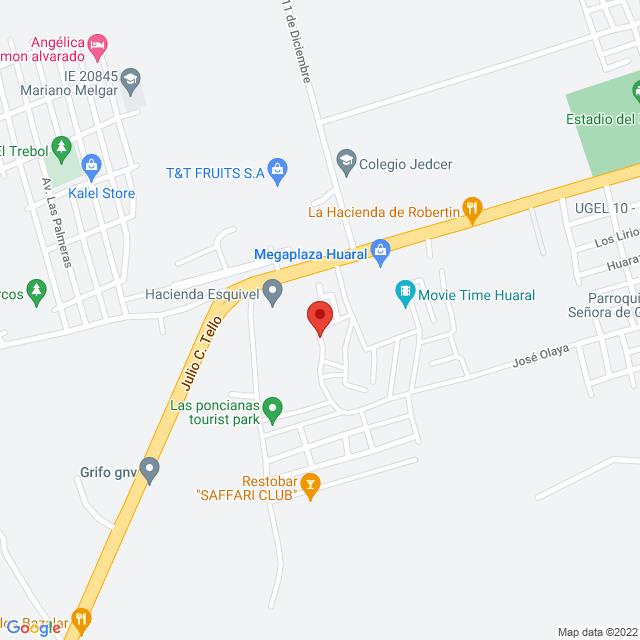 11 de Diciembre
Angélica
mon alvarado
IE 20845
Mariano Melgar
Estadio del
El Trebol
Colegio Jedcer
T&T FRUITS S.A
Kalel Store
Av. Las Palmeras
La Hacienda de Robertin..
UGEL 10 -
Los Lirio
Megaplaza Huaral
Huara
Hacienda Esquivel
Movie Time Huaral
Parroqui
Señora de G
rcos
Julio C. Tello
José Olaya
Las poncianas
tourist park
Grifo gnv
Restobar
"SAFFARI CLUB"
Bazalar
Google
Map data ©2022